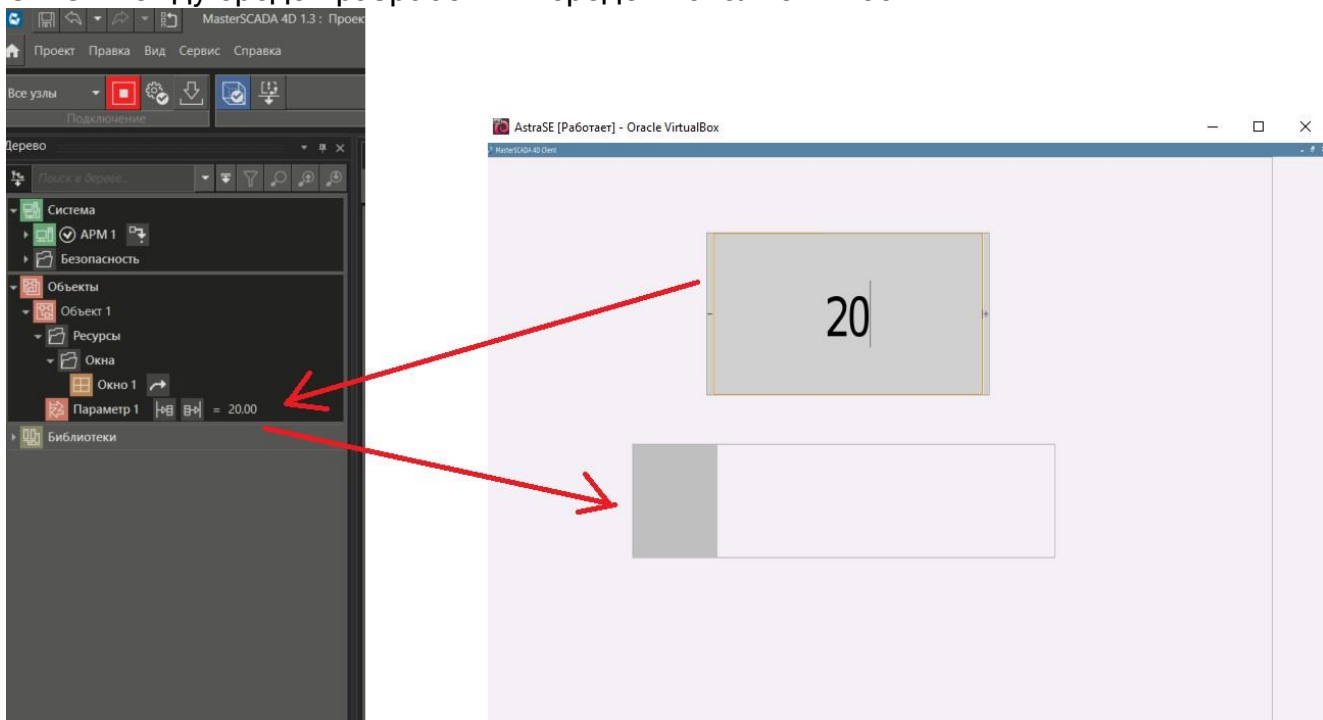 MasterSCADA 4D 1.3 : Проек
Проект Правка Вид Сервис Справка
Все узлы
Подключение
Дерево
Поиск в дереве...
Система
АРМ 1
Безопасность
Объекты
Объект 1
Ресурсы
Окна
Окно 1
Параметр 1 = 20.00
Библиотеки
AstraSE [Работает] - Oracle VirtualBox
MasterSCADA 4D Client
- 20 +